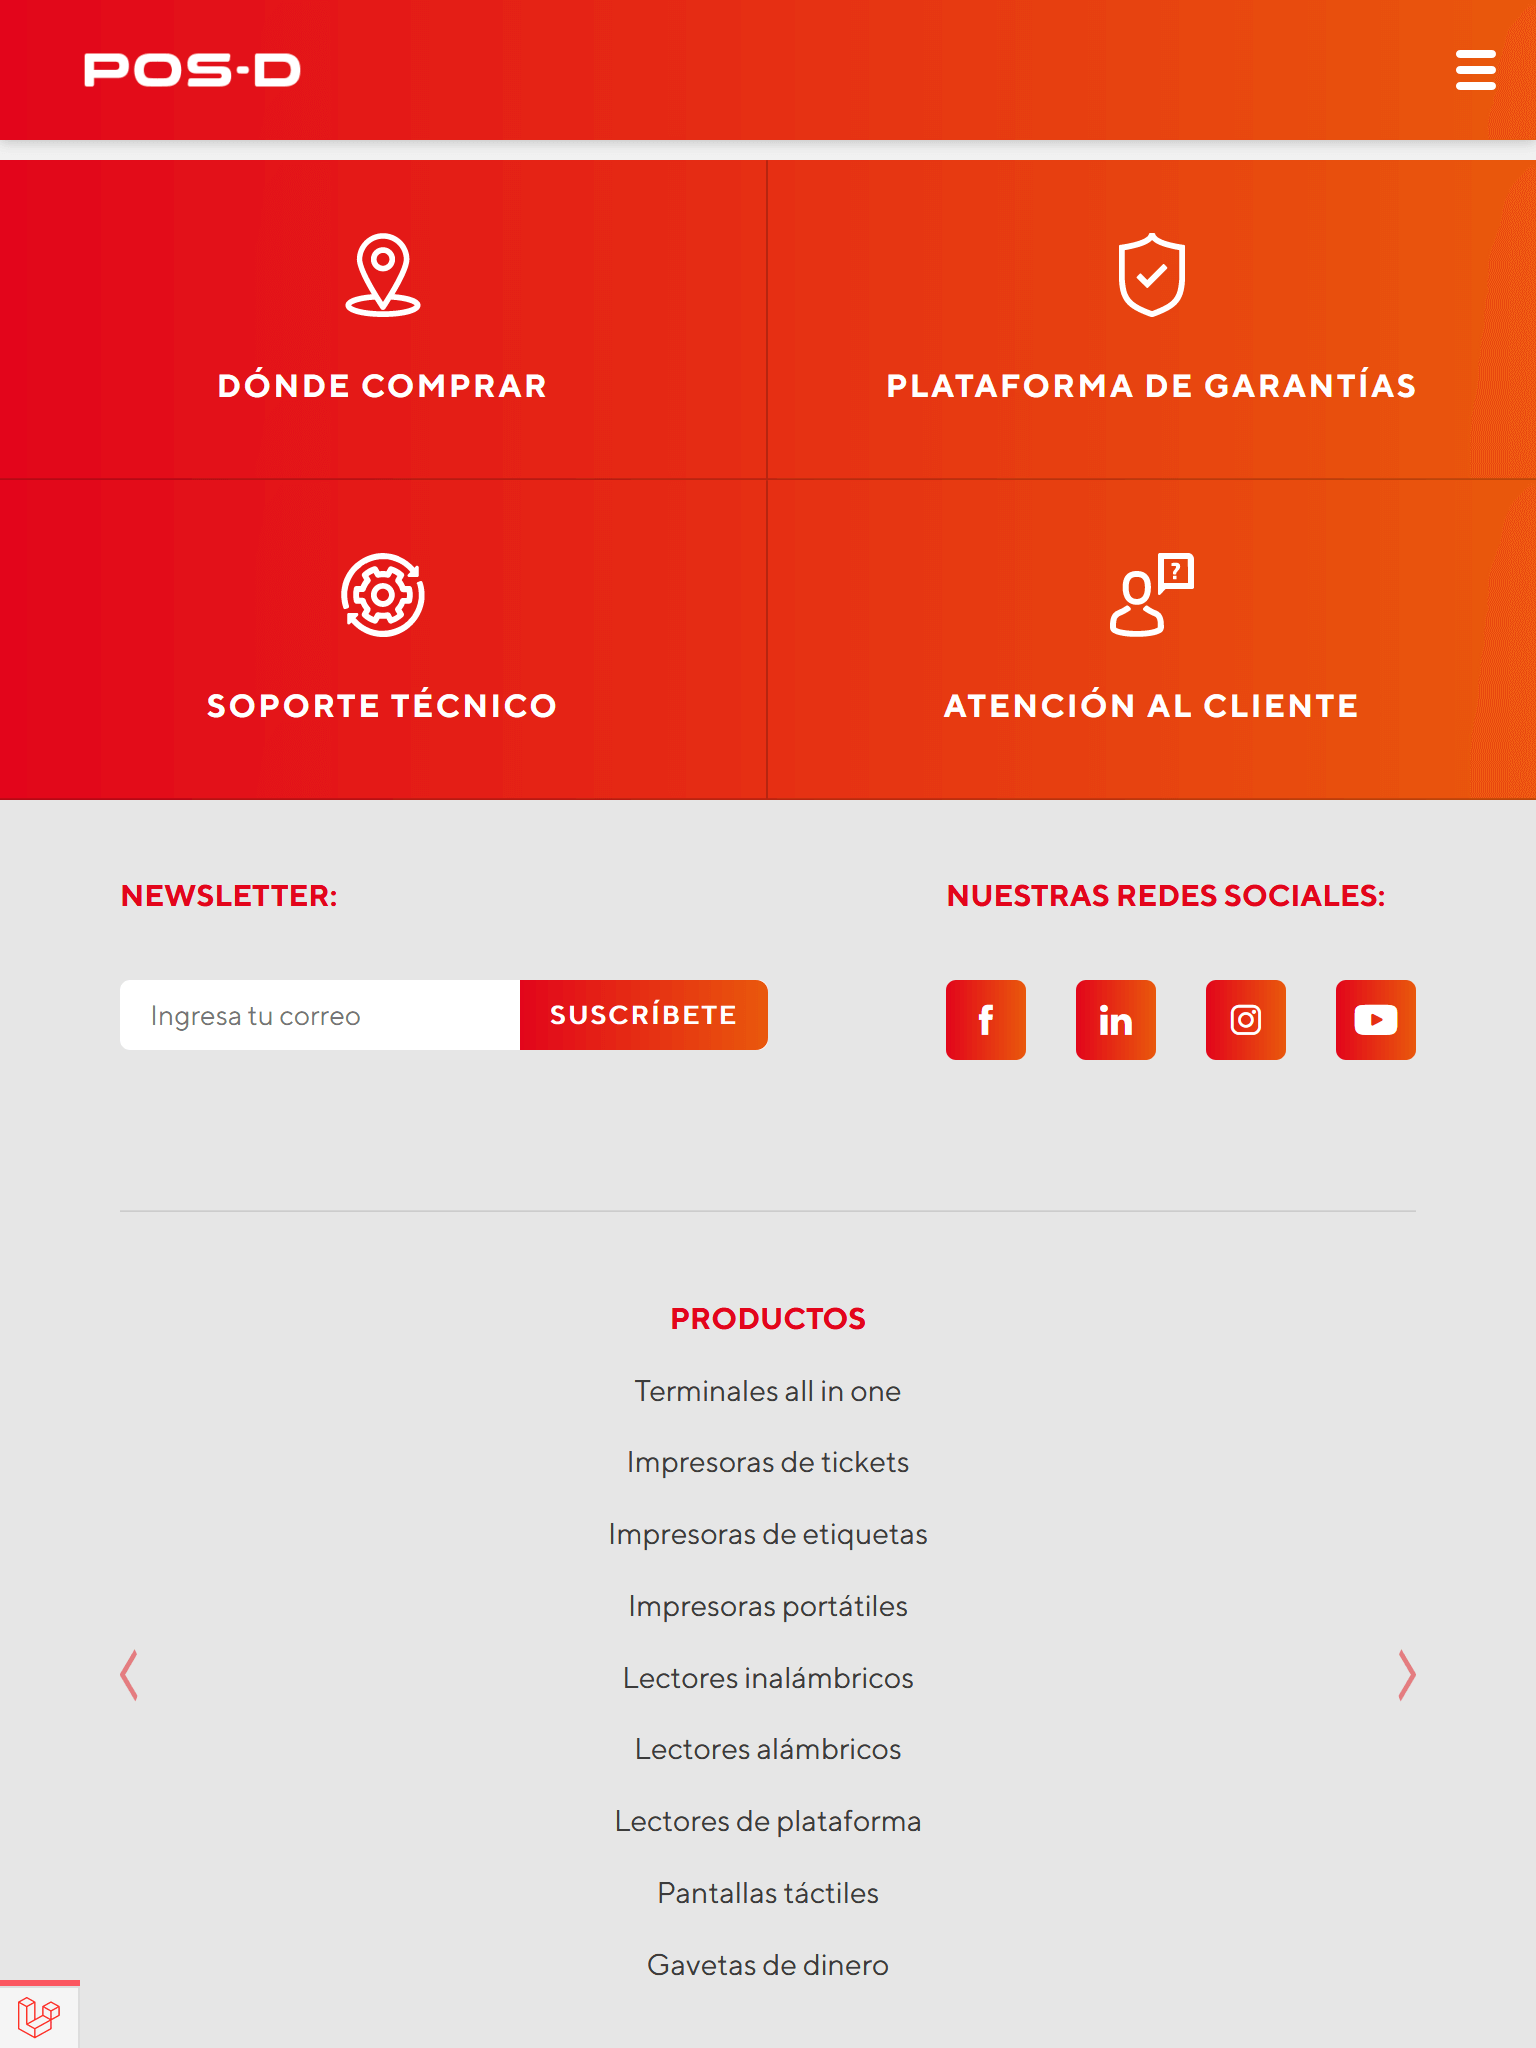 POS-D
DÓNDE COMPRAR
PLATAFORMA DE GARANTÍAS
SOPORTE TÉCNICO
?
ATENCIÓN AL CLIENTE
NEWSLETTER:
NUESTRAS REDES SOCIALES:
Ingresa tu correo
SUSCRÍBETE
f
in
PRODUCTOS
Terminales all in one
Impresoras de tickets
Impresoras de etiquetas
Impresoras portátiles
Lectores inalámbricos
Lectores alámbricos
Lectores de plataforma
Pantallas táctiles
Gavetas de dinero